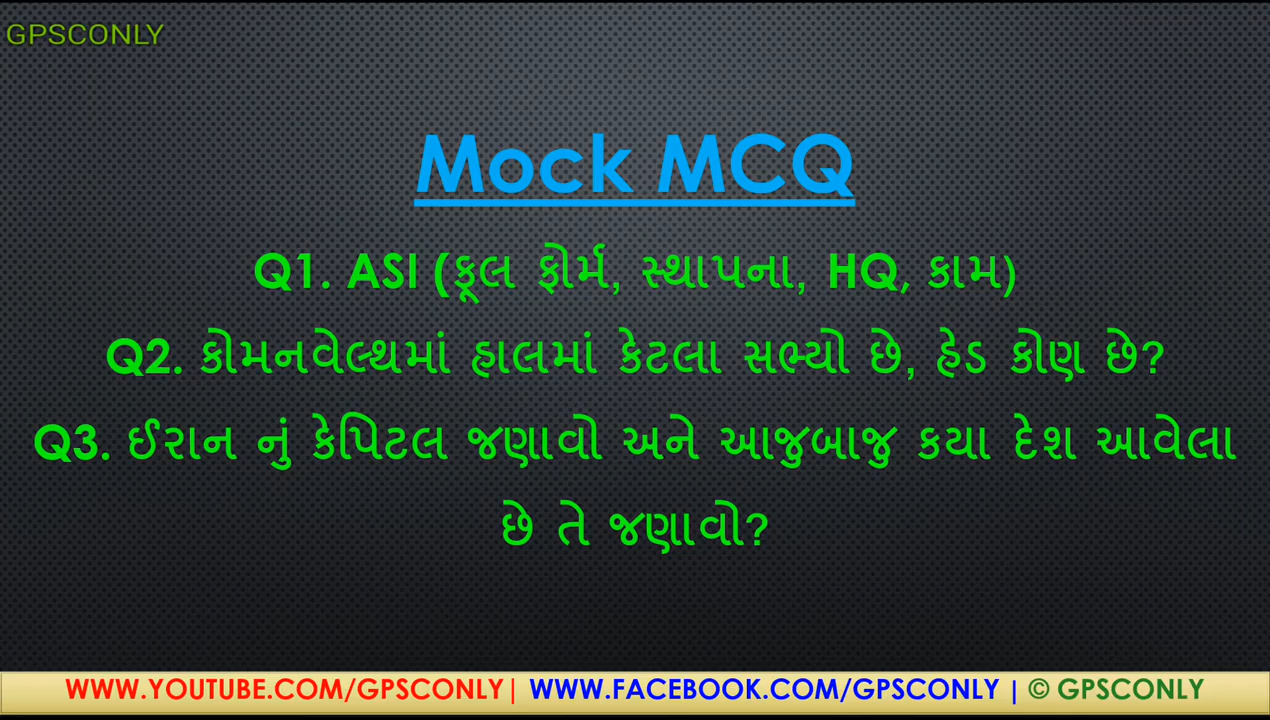 GPSCONLY
Mock MCQ
Q1. ASI (ફૂલ ફોર્મ, સ્થાપના, HQ, કામ)
Q2. કોમનવેલ્થમાં હાલમાં કેટલા સભ્યો છે, હેડ કોણ છે?
Q3. ઈરાન નું કેપિટલ જણાવો અને આજુબાજુ કયા દેશ આવેલા
છે તે જણાવો?
WWW.YOUTUBE.COM/GPSCONLY| WWW.FACEBOOK.COM/GPSCONLY | © GPSCONLY